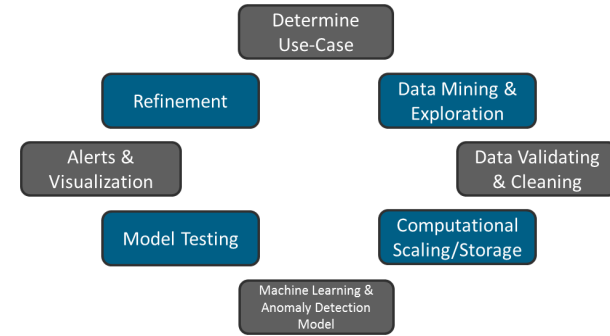 Determine
Use-Case
Refinement
Data Mining &
Exploration
Alerts &
Visualization
Data Validating
& Cleaning
Model Testing
Computational
Scaling/Storage
Machine Learning &
Anomaly Detection
Model